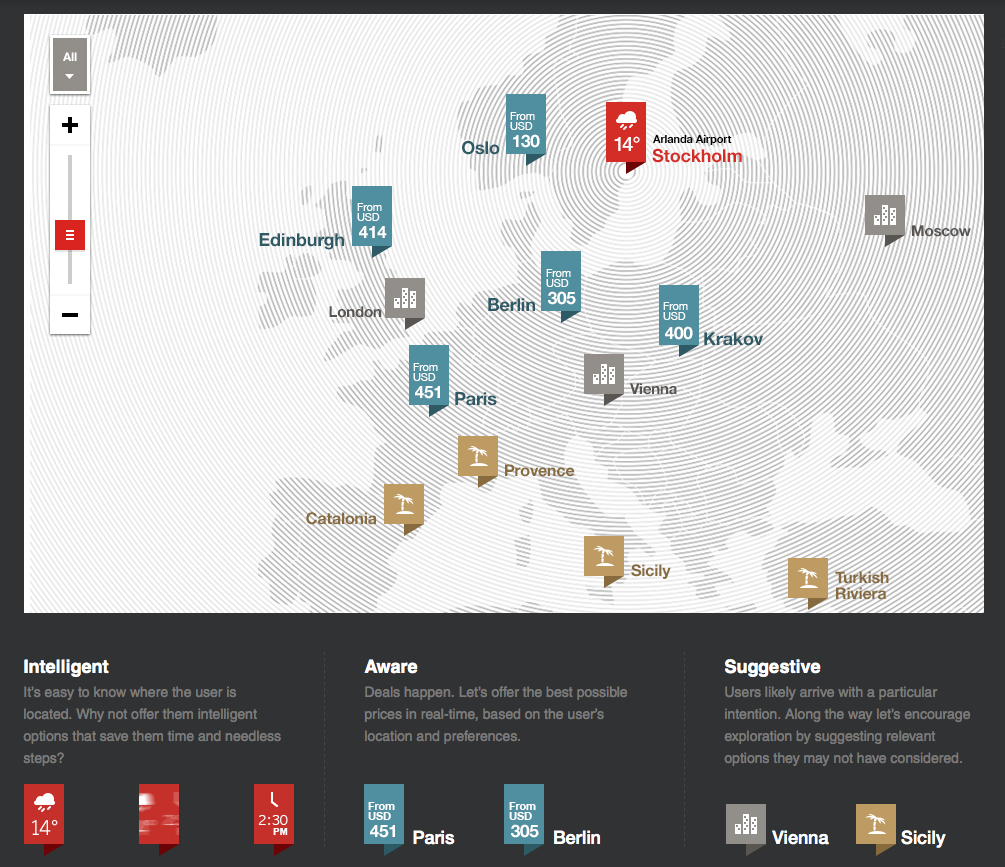 All
From
USD
130
Oslo
14°
Arlanda Airport
Stockholm
From
USD
414
Edinburgh
Moscow
From
USD
305
Berlin
London
From
USD
400
Krakov
From
USD
451
Paris
Vienna
Provence
Catalonia
Sicily
Turkish
Riviera
Intelligent
It's easy to know where the user is
located. Why not offer them intelligent
options that save them time and needless
steps?
14°
2:30
PM
Aware
Deals happen. Let's offer the best possible
prices in real-time, based on the user's
location and preferences.
From
USD
451
Paris
From
USD
305
Berlin
Suggestive
Users likely arrive with a particular
intention. Along the way let's encourage
exploration by suggesting relevant
options they may not have considered.
Vienna
Sicily